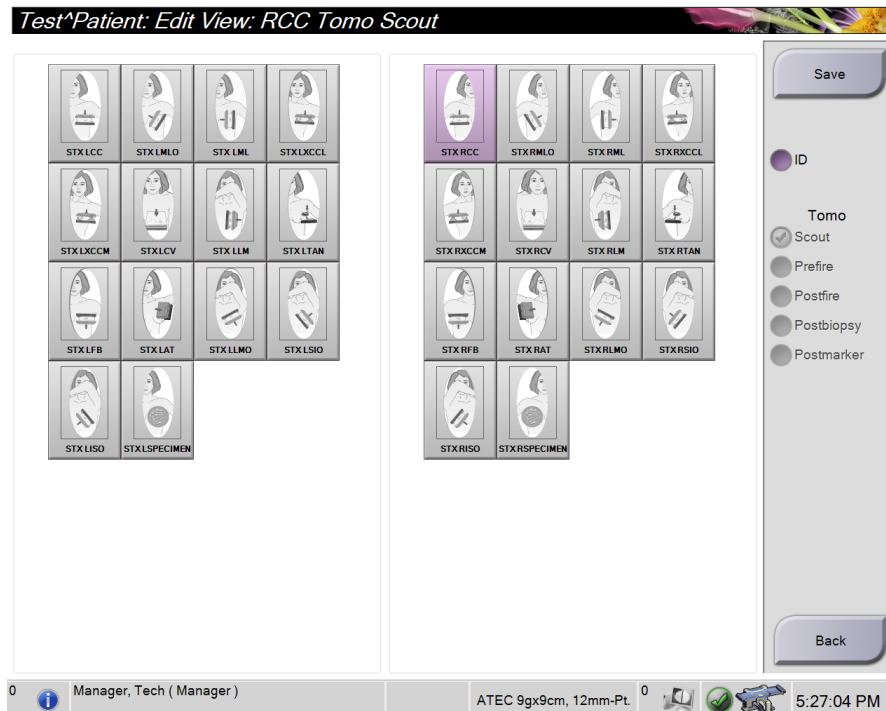 Test^Patient: Edit View: RCC Tomo Scout
STX LCC STX LMLO STX LML STX LXCCL
STX LXCCM STX LCV STX LLM STX LTAN
STX LFB STX LAT STX LLMO STX LSIO
STX LISO STX LSPECIMEN
STX RCC STX RMLO STX RML STX RXCCL
STX RXCCM STX RCV STX RLM STX RTAN
STX RFB STX RAT STX RLMO STX RSIO
STX RISO STX RSPECIMEN
Save
ID
Tomo
Scout
Prefire
Postfire
Postbiopsy
Postmarker
Back
0 i Manager, Tech ( Manager ) ATEC 9gx9cm, 12mm-Pt. 0 5:27:04 PM